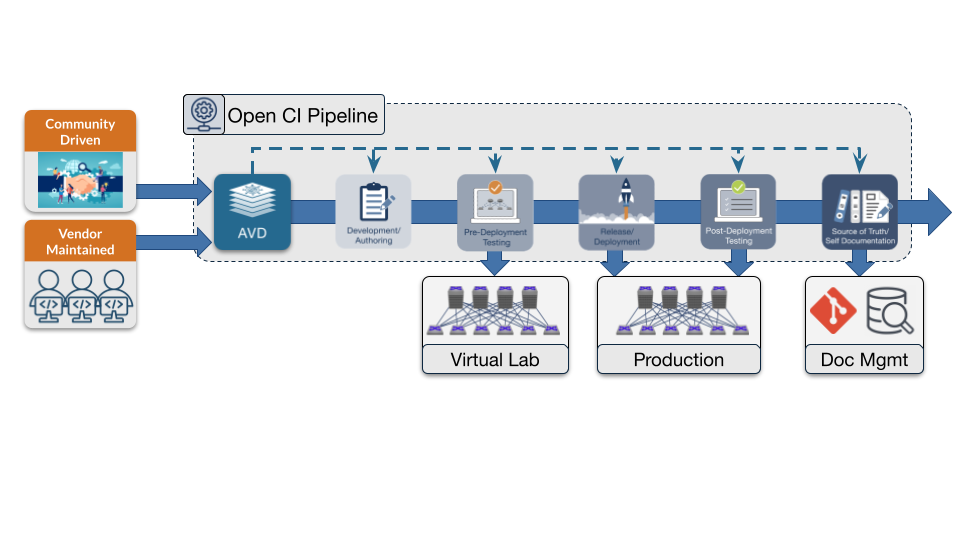 Open CI Pipeline
Community
Driven
Vendor
Maintained
AVD
Development/
Authoring
Pre-Deployment
Testing
Release/
Deployment
Post-Deployment
Testing
Source of Truth/
Self Documentation
Virtual Lab
Production
Doc Mgmt